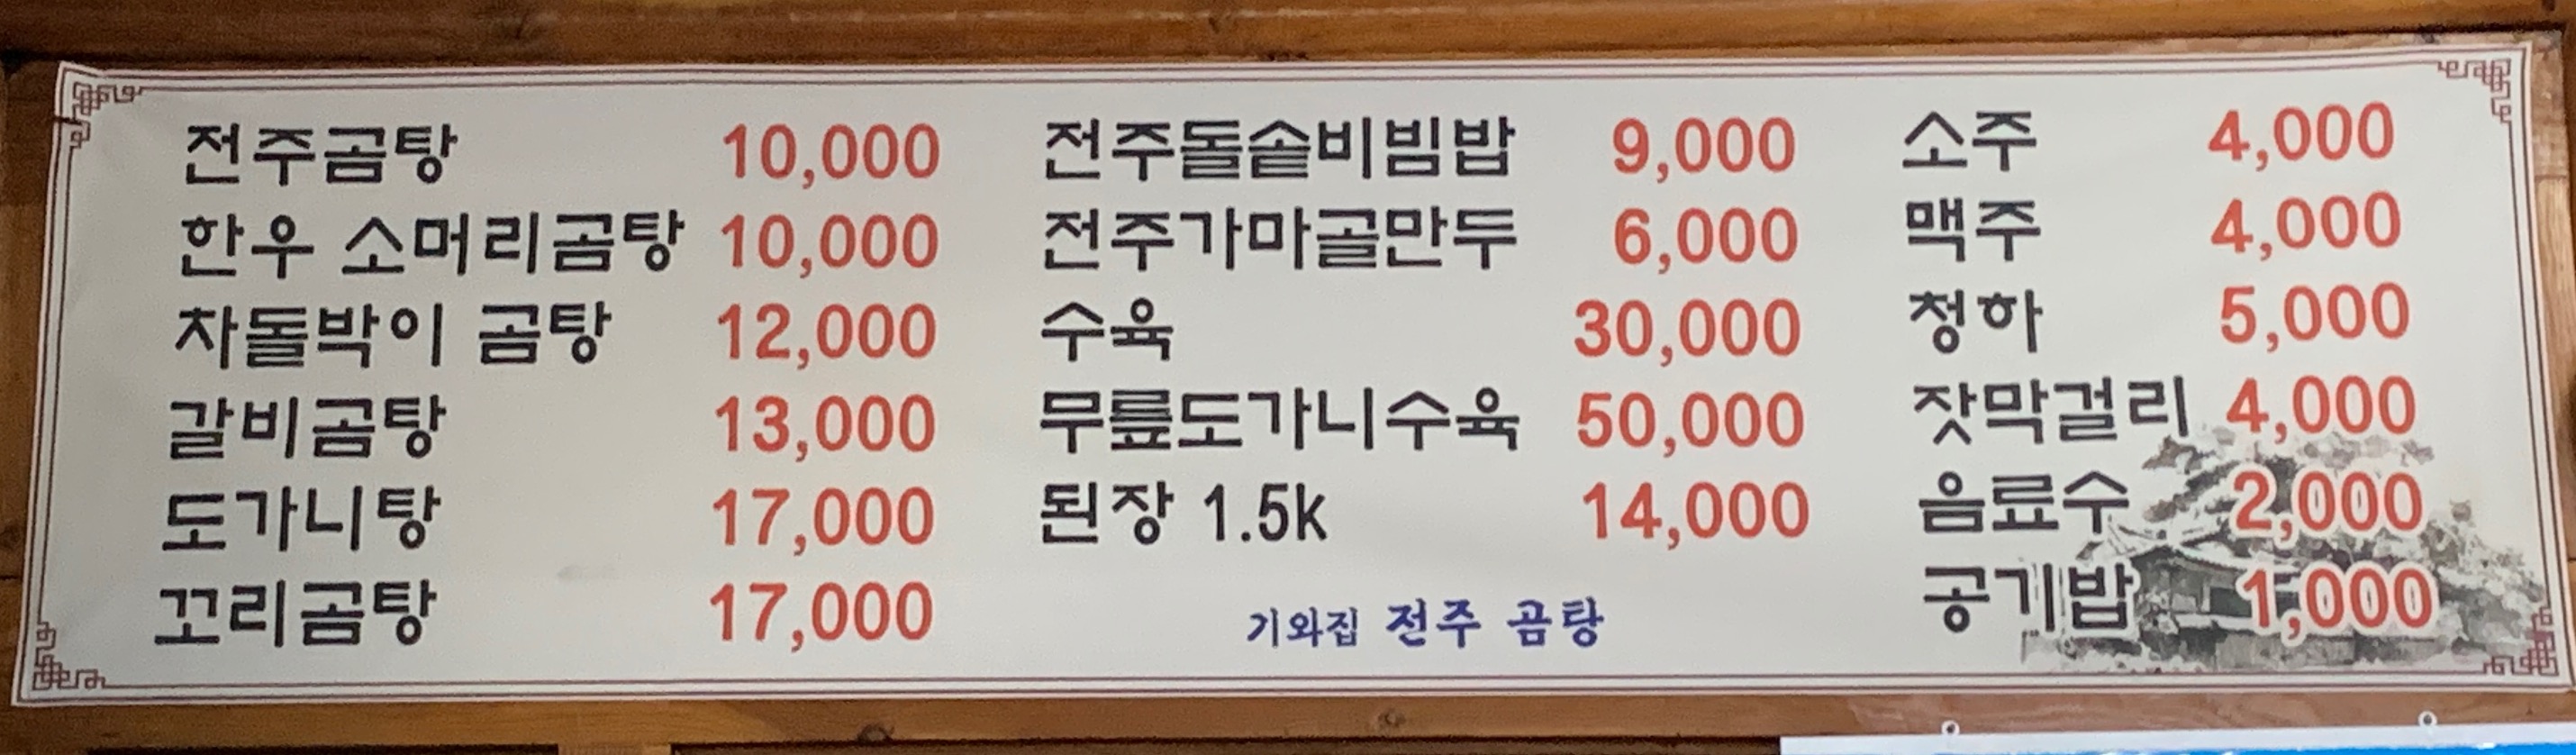 전주곰탕 10,000
한우 소머리곰탕 10,000
차돌박이 곰탕 12,000
갈비곰탕 13,000
도가니탕 17,000
꼬리곰탕 17,000
전주돌솥비빔밥 9,000
전주가마골만두 6,000
수육 30,000
무릎도가니수육 50,000
된장 1.5k 14,000
기와집 전주 곰탕
소주 4,000
맥주 4,000
청하 5,000
잣막걸리 4,000
음료수 2,000
공기밥 1,000